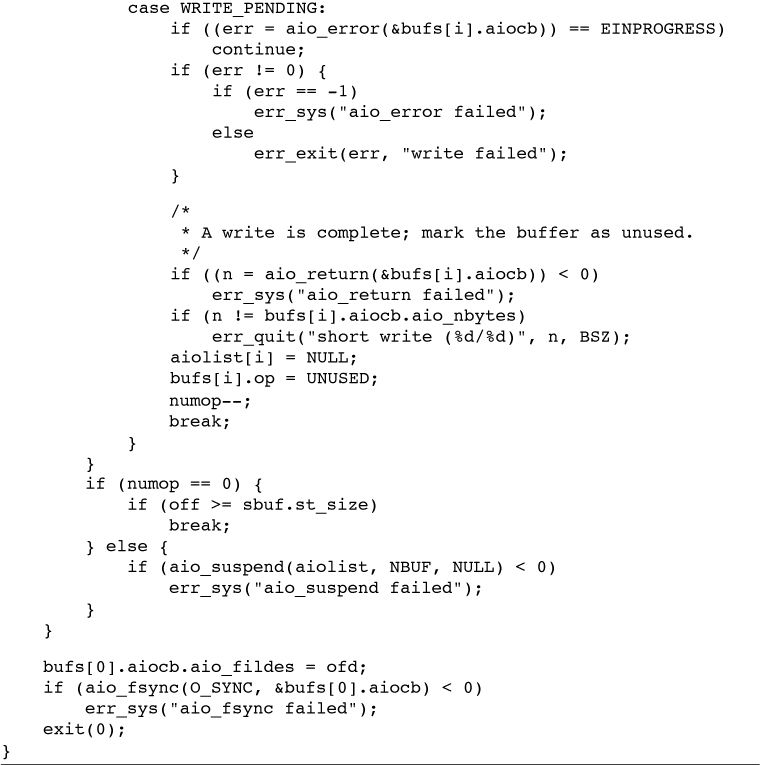 case WRITE_PENDING:
                if ((err = aio_error(&bufs[i].aiocb)) == EINPROGRESS)
                    continue;
                if (err != 0) {
                    if (err == -1)
                        err_sys("aio_error failed");
                    else
                        err_exit(err, "write failed");
                }

                /*
                 * A write is complete; mark the buffer as unused.
                 */
                if ((n = aio_return(&bufs[i].aiocb)) < 0)
                    err_sys("aio_return failed");
                if (n != bufs[i].aiocb.aio_nbytes)
                    err_quit("short write (%d/%d)", n, BSZ);
                aiolist[i] = NULL;
                bufs[i].op = UNUSED;
                numop--;
                break;
            }
        }
        if (numop == 0) {
            if (off >= sbuf.st_size)
                break;
        } else {
            if (aio_suspend(aiolist, NBUF, NULL) < 0)
                err_sys("aio_suspend failed");
        }
    }

    bufs[0].aiocb.aio_fildes = ofd;
    if (aio_fsync(O_SYNC, &bufs[0].aiocb) < 0)
        err_sys("aio_fsync failed");
    exit(0);
}